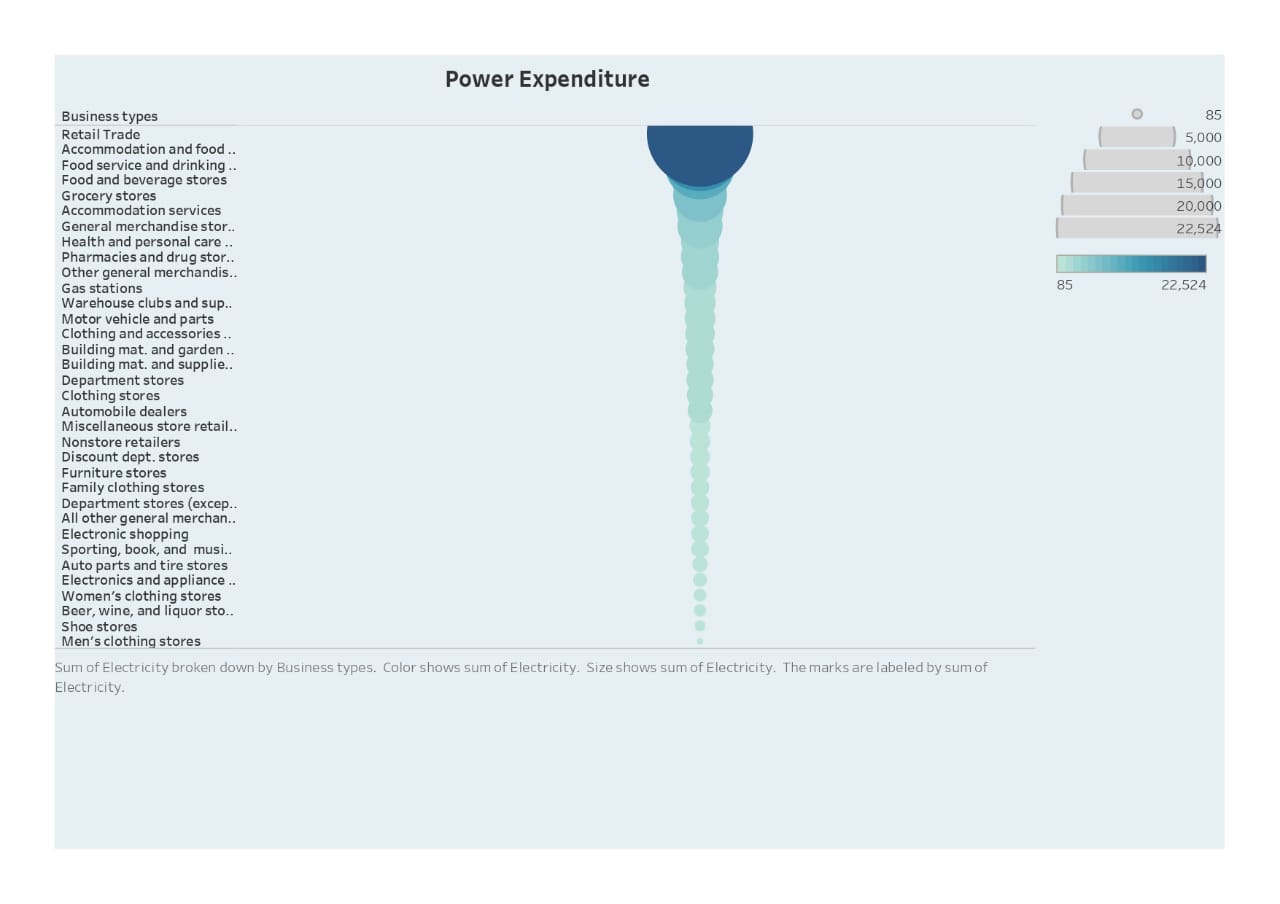 Power Expenditure
Business types
Retail Trade
Accommodation and food ..
Food service and drinking ..
Food and beverage stores
Grocery stores
Accommodation services
General merchandise stor..
Health and personal care ..
Pharmacies and drug stor..
Other general merchandis..
Gas stations
Warehouse clubs and sup..
Motor vehicle and parts
Clothing and accessories ..
Building mat. and garden ..
Building mat. and supplie..
Department stores
Clothing stores
Automobile dealers
Miscellaneous store retail..
Nonstore retailers
Discount dept. stores
Furniture stores
Family clothing stores
Department stores (excep..
All other general merchan..
Electronic shopping
Sporting, book, and  musi..
Auto parts and tire stores
Electronics and appliance ..
Women's clothing stores
Beer, wine, and liquor sto..
Shoe stores
Men's clothing stores
85
5,000
10,000
15,000
20,000
22,524
85 22,524
Sum of Electricity broken down by Business types.  Color shows sum of Electricity.  Size shows sum of Electricity.  The marks are labeled by sum of
Electricity.